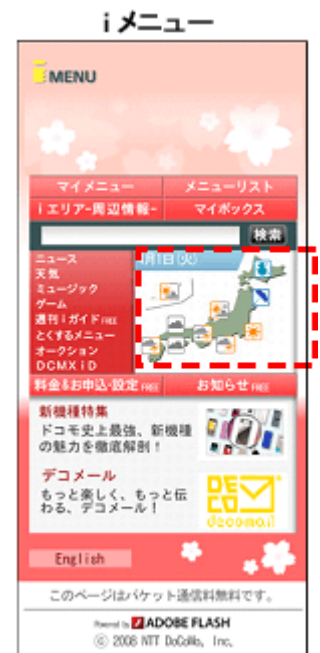 iメニュー
iMENU
マイメニュー メニューリスト
iエリア-周辺情報- マイボックス
検索
ニュース
天気
ミュージック
ゲーム
週刊iガイド FREE
とくするメニュー
オークション
DCMXiD
月1日(火)
料金&お申込・設定 FREE お知らせ FREE
新機種特集
ドコモ史上最強、新機種
の魅力を徹底解剖！
デコメール
もっと楽しく、もっと伝
わる、デコメール！
DECO
decomail
English
このページはパケット通信料無料です。
Powered by ADOBE FLASH
© 2008 NTT DoCoMo, Inc.